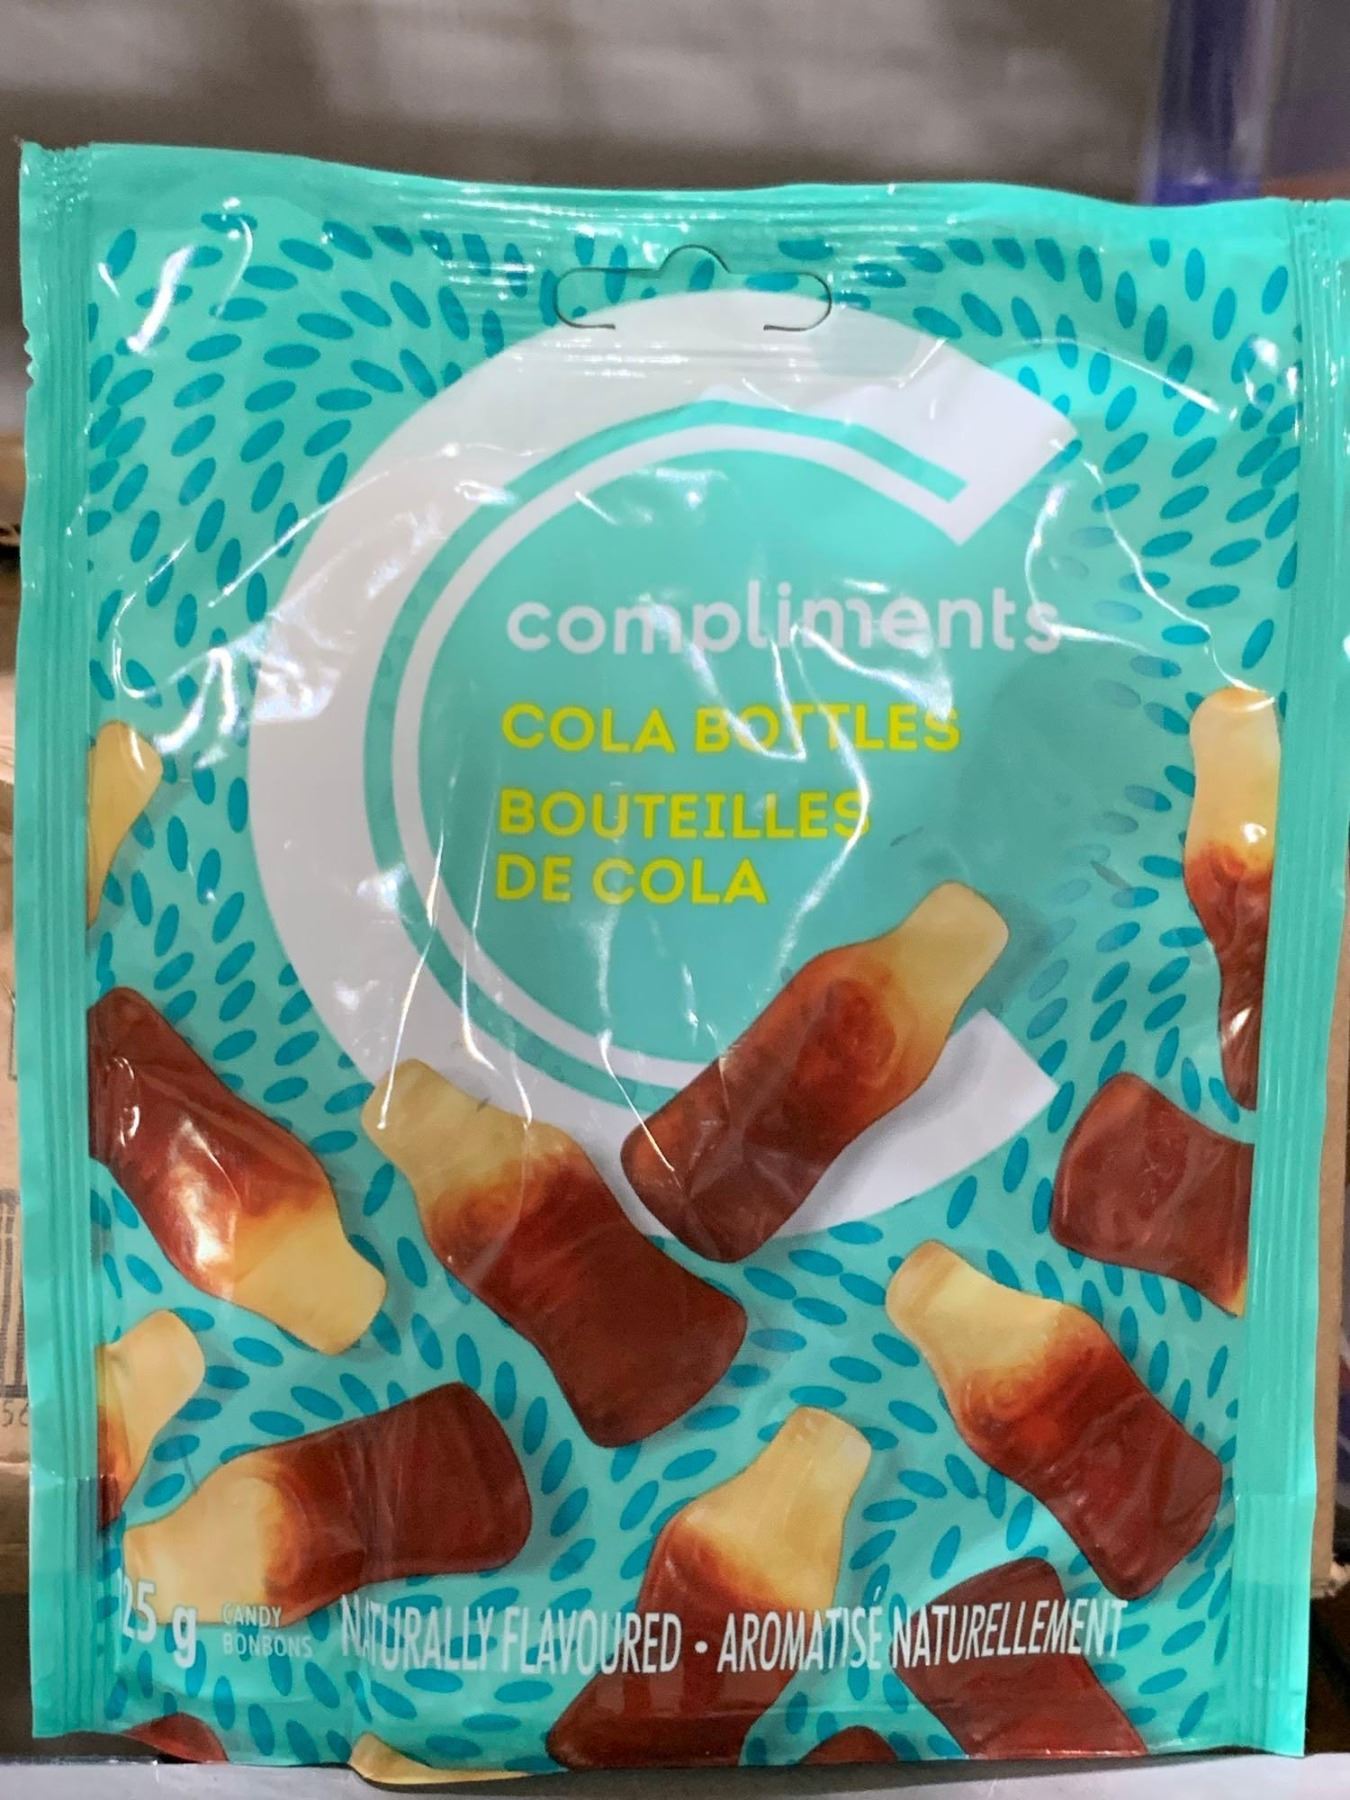 compliments
COLA BOTTLES
BOUTEILLES
DE COLA
CANDY
BONBONS
NATURALLY FLAVOURED • AROMATISÉ NATURELLEMENT